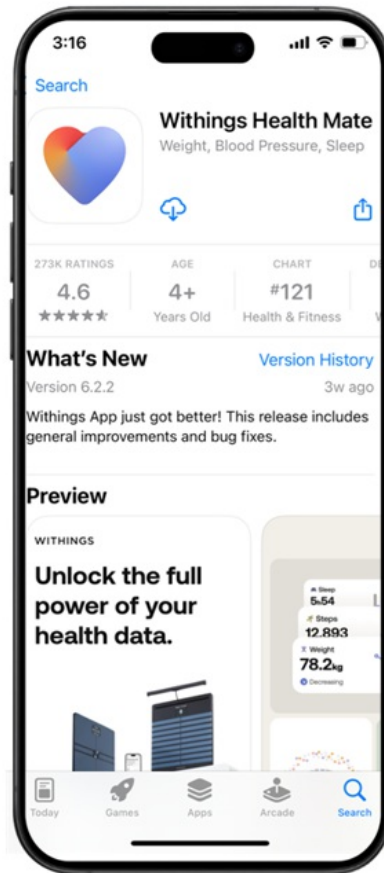 3:16
Search
Withings Health Mate
Weight, Blood Pressure, Sleep
273K RATINGS
4.6
AGE
4+
Years Old
CHART
#121
Health & Fitness
What's New
Version History
Version 6.2.2
3w ago
Withings App just got better! This release includes
general improvements and bug fixes.
Preview
WITHINGS
Unlock the full
power of your
health data.
Sleep
5h54
Steps
12,893
Weight
78.2kg
Decreasing
Today
Games
Apps
Arcade
Search